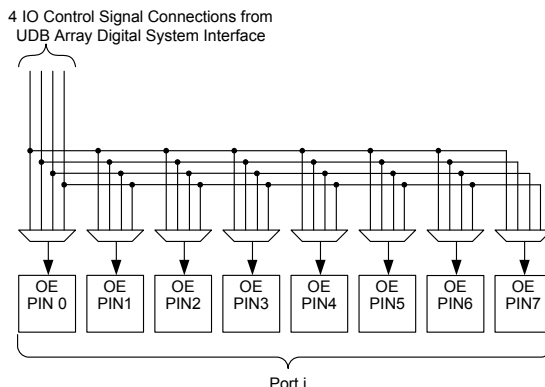 4 IO Control Signal Connections from
UDB Array Digital System Interface
OE
PIN 0
OE
PIN1
OE
PIN2
OE
PIN3
OE
PIN4
OE
PIN5
OE
PIN6
OE
PIN7
Port i